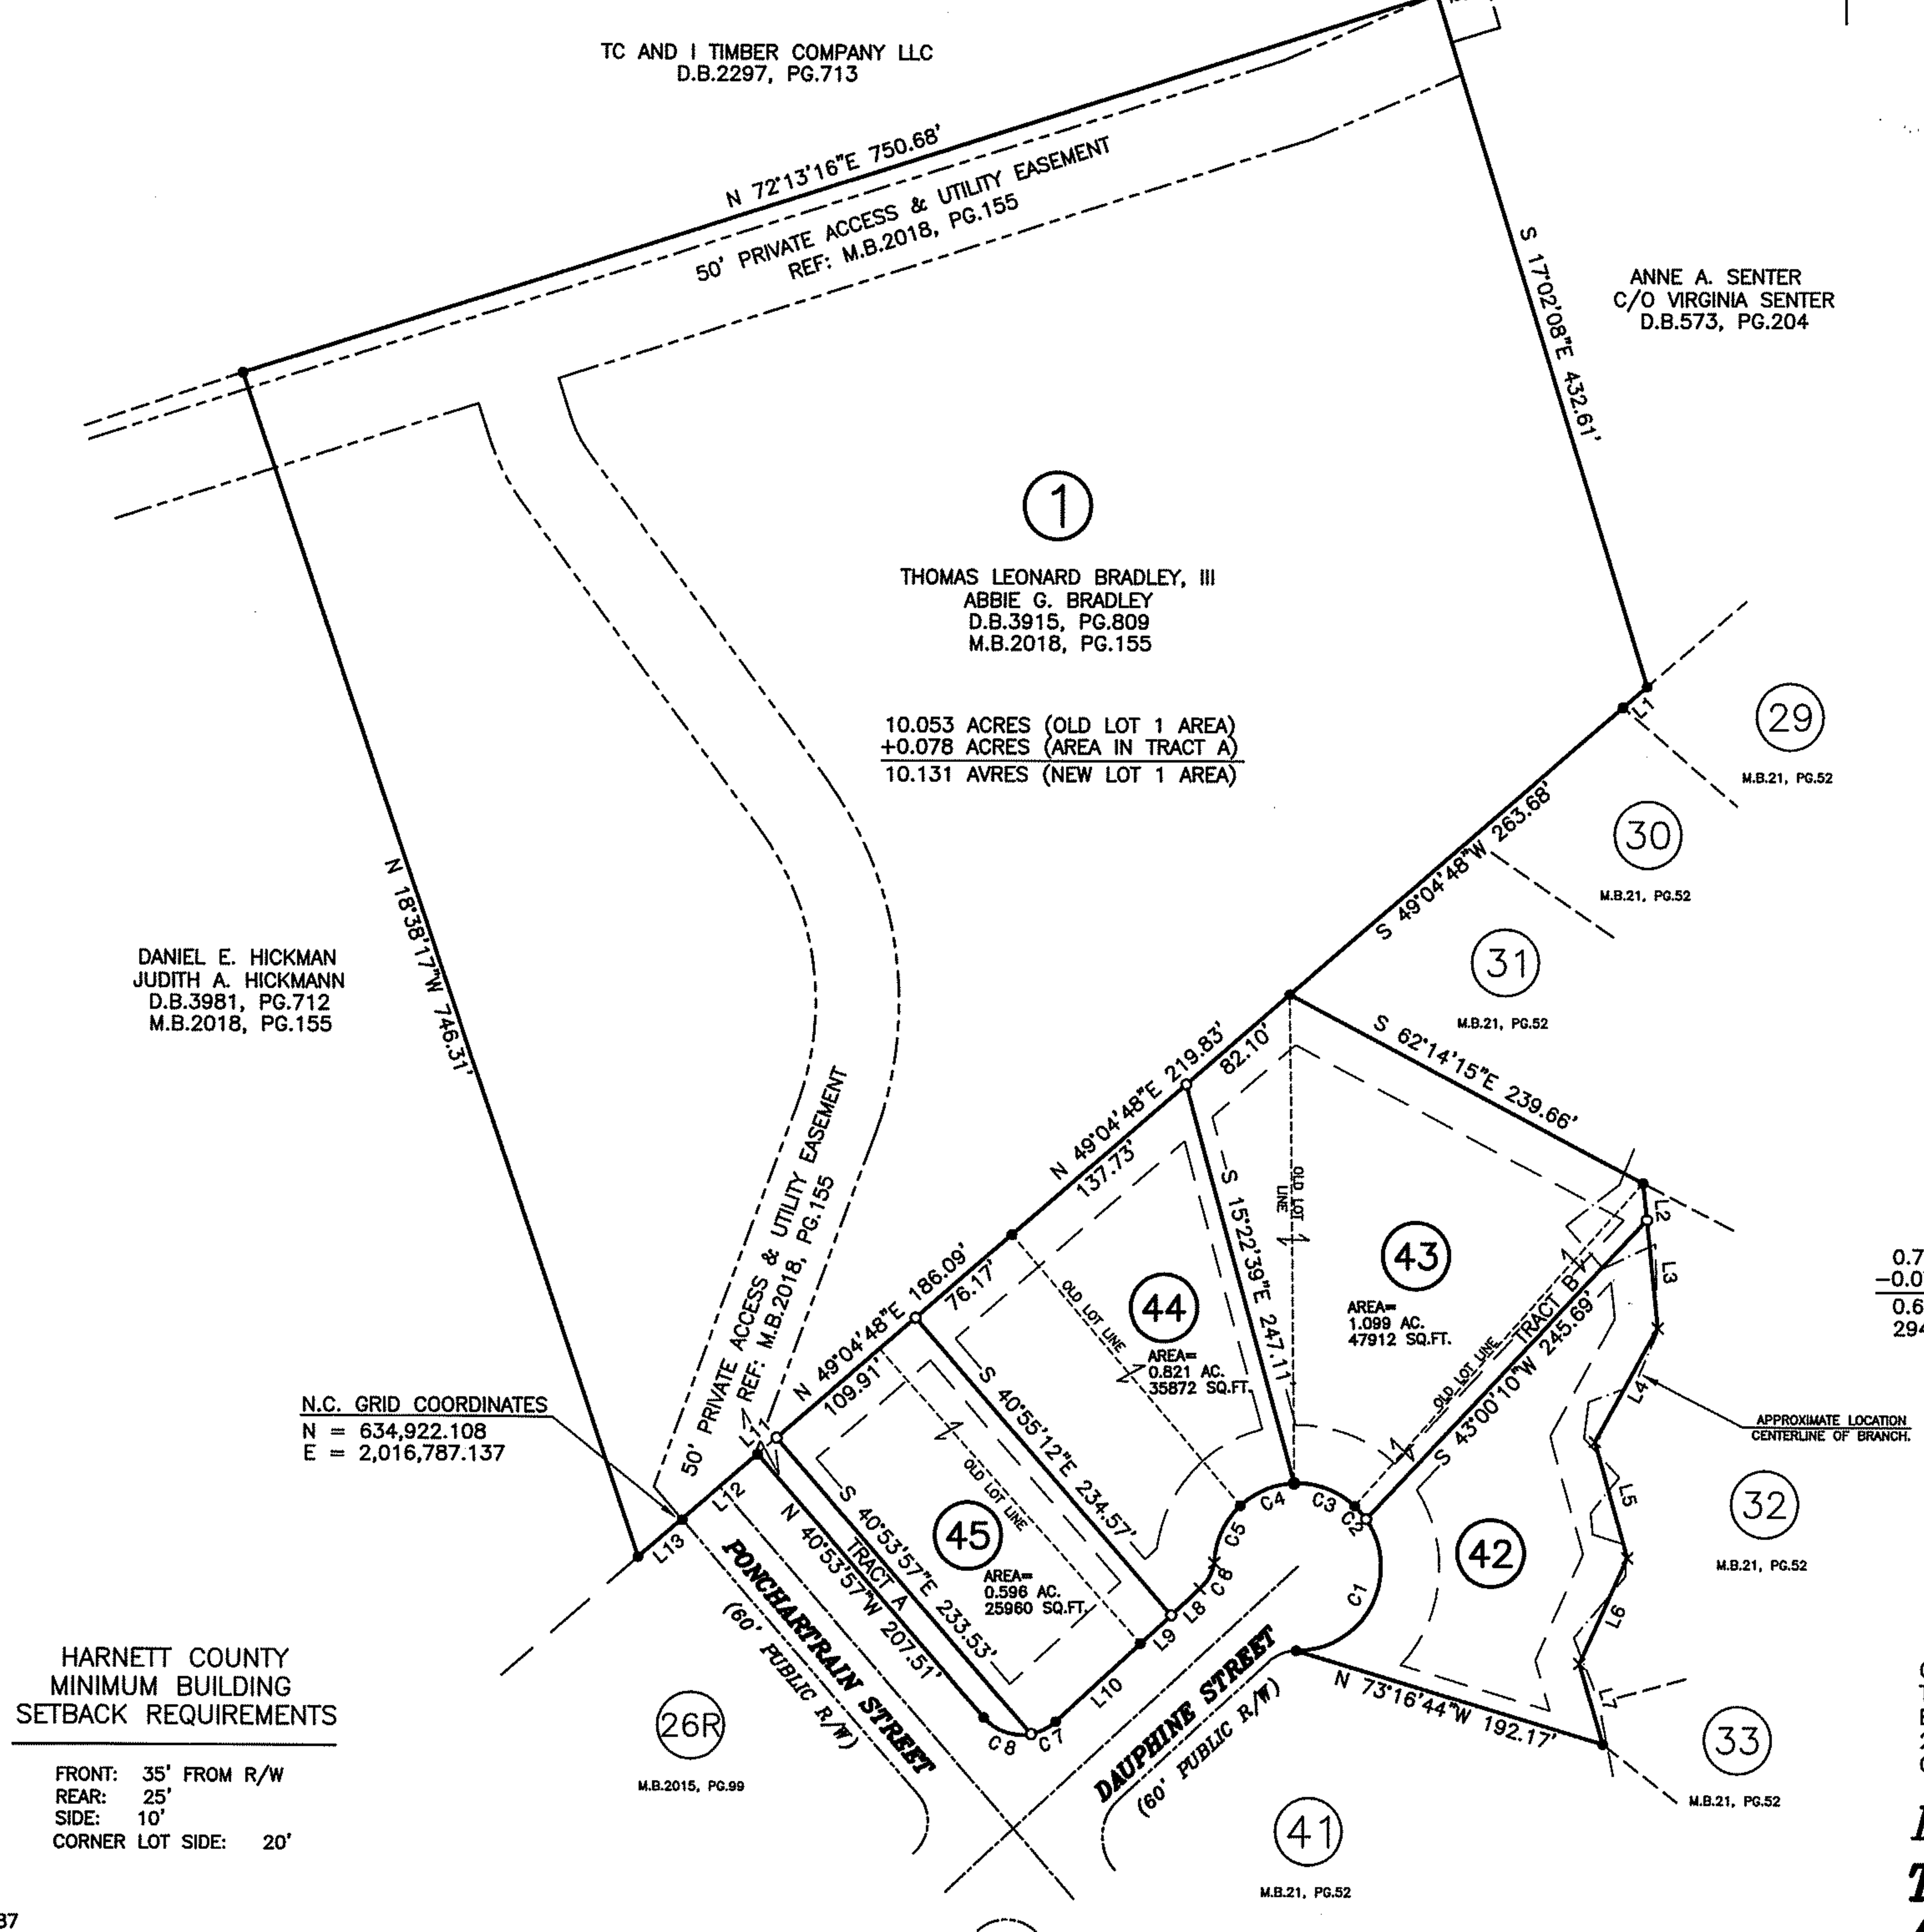 TC AND I TIMBER COMPANY LLC
D.B.2297, PG.713
N 72°13'16"E 750.68'
50' PRIVATE ACCESS & UTILITY EASEMENT
REF: M.B.2018, PG.155
S 17°02'08"E 432.61'
ANNE A. SENTER
C/O VIRGINIA SENTER
D.B.573, PG.204
1
THOMAS LEONARD BRADLEY, III
ABBIE G. BRADLEY
D.B.3915, PG.809
M.B.2018, PG.155
10.053 ACRES (OLD LOT 1 AREA)
+0.078 ACRES (AREA IN TRACT A)
10.131 AVRES (NEW LOT 1 AREA)
L1
29
M.B.21, PG.52
30
M.B.21, PG.52
S 49°04'48"W 263.68'
31
M.B.21, PG.52
N 18°38'17"W 746.31'
DANIEL E. HICKMAN
JUDITH A. HICKMANN
D.B.3981, PG.712
M.B.2018, PG.155
S 62°14'15"E 239.66'
N 49°04'48"E 219.83'
82.10'
137.73'
50' PRIVATE ACCESS & UTILITY EASEMENT
REF: M.B.2018, PG.155
OLD LOT
LINE
S 15°22'39"E 247.11'
43
AREA=
1.099 AC.
47912 SQ.FT.
L2
L3
TRACT B
OLD LOT LINE
S 43°00'10"W 245.69'
N 49°04'48"E 186.09'
76.17'
109.91'
OLD LOT LINE
44
AREA=
0.821 AC.
35872 SQ.FT.
S 40°55'12"E 234.57'
L4
APPROXIMATE LOCATION
CENTERLINE OF BRANCH.
N.C. GRID COORDINATES
N = 634,922.108
E = 2,016,787.137
L11
L12
L13
OLD LOT LINE
45
AREA=
0.596 AC.
25960 SQ.FT.
S 40°53'57"E 233.53'
TRACT A
N 40°53'57"W 207.51'
C4
C3
C2
C5
C6
C1
L8
L9
L10
C7
C8
42
L5
L6
L7
32
M.B.21, PG.52
PONCHARTRAIN STREET
(60' PUBLIC R/W)
DAUPHINE STREET
(60' PUBLIC R/W)
N 73°16'44"W 192.17'
33
M.B.21, PG.52
26R
M.B.2015, PG.99
41
M.B.21, PG.52
HARNETT COUNTY
MINIMUM BUILDING
SETBACK REQUIREMENTS
FRONT: 35' FROM R/W
REAR: 25'
SIDE: 10'
CORNER LOT SIDE: 20'
0.7
-0.0
0.6
294
37